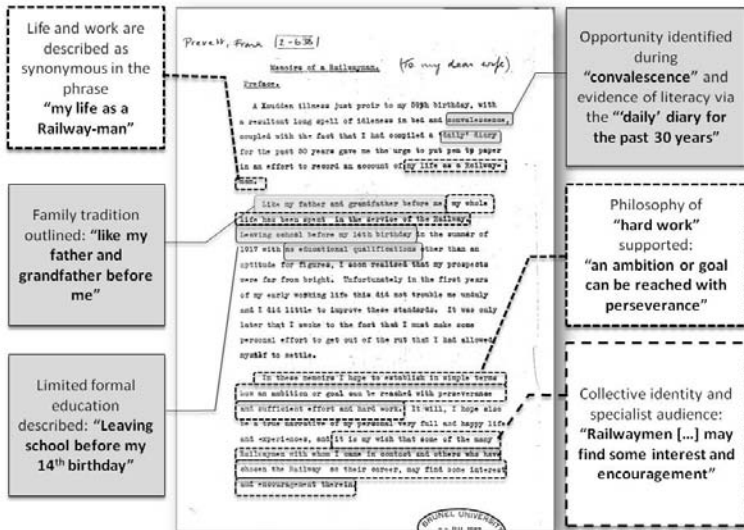 Life and work are
described as
synonymous in the
phrase
"my life as a
Railway-man"
Family tradition
outlined: "like my
father and
grandfather before
me"
Limited formal
education
described: "Leaving
school before my
14th birthday"
Prevett, Frank 2-638
Memoirs of a Railwayman. (To my dear wife)
Preface.
A illness just proir to my birthday, with
a resultant long spell of idleness in bed and convalescence,
coupled with the fact that I had compiled a 'daily' diary
for the past 30 years gave me the urge to put pen to paper
in an effort to record an account of my life as a Railway-
man.
Like my father and grandfather before me, my whole
life has been spent in the service of the Railway.
Leaving school before my 14th birthday in the summer of
1917 with no educational qualifications other than an
aptitude for figures, I soon realised that my prospects
were far from bright. Unfortunately in the first years
of my early working life this did not trouble me unduly
and I did little to improve these standards. It was only
later that I awoke to the fact that I must make some
personal effort to get out of the rut that I had allowed
myself to settle.
In these memoirs I hope to establish in simple terms
how an ambition or goal can be reached with perseverance
and sufficient effort and hard work. It will, I hope also
be a true narrative of my personal very full and happy life
and experiences, and it is my wish that some of the many
Railwaymen with whom I came in contact and others who have
chosen the Railway as their career, may find some interest
and encouragement therein.
BRUNEL UNIVERSITY
Opportunity identified
during
"convalescence" and
evidence of literacy via
the "'daily' diary for
the past 30 years"
Philosophy of
"hard work"
supported:
"an ambition or goal
can be reached with
perseverance"
Collective identity and
specialist audience:
"Railwaymen [...] may
find some interest and
encouragement"